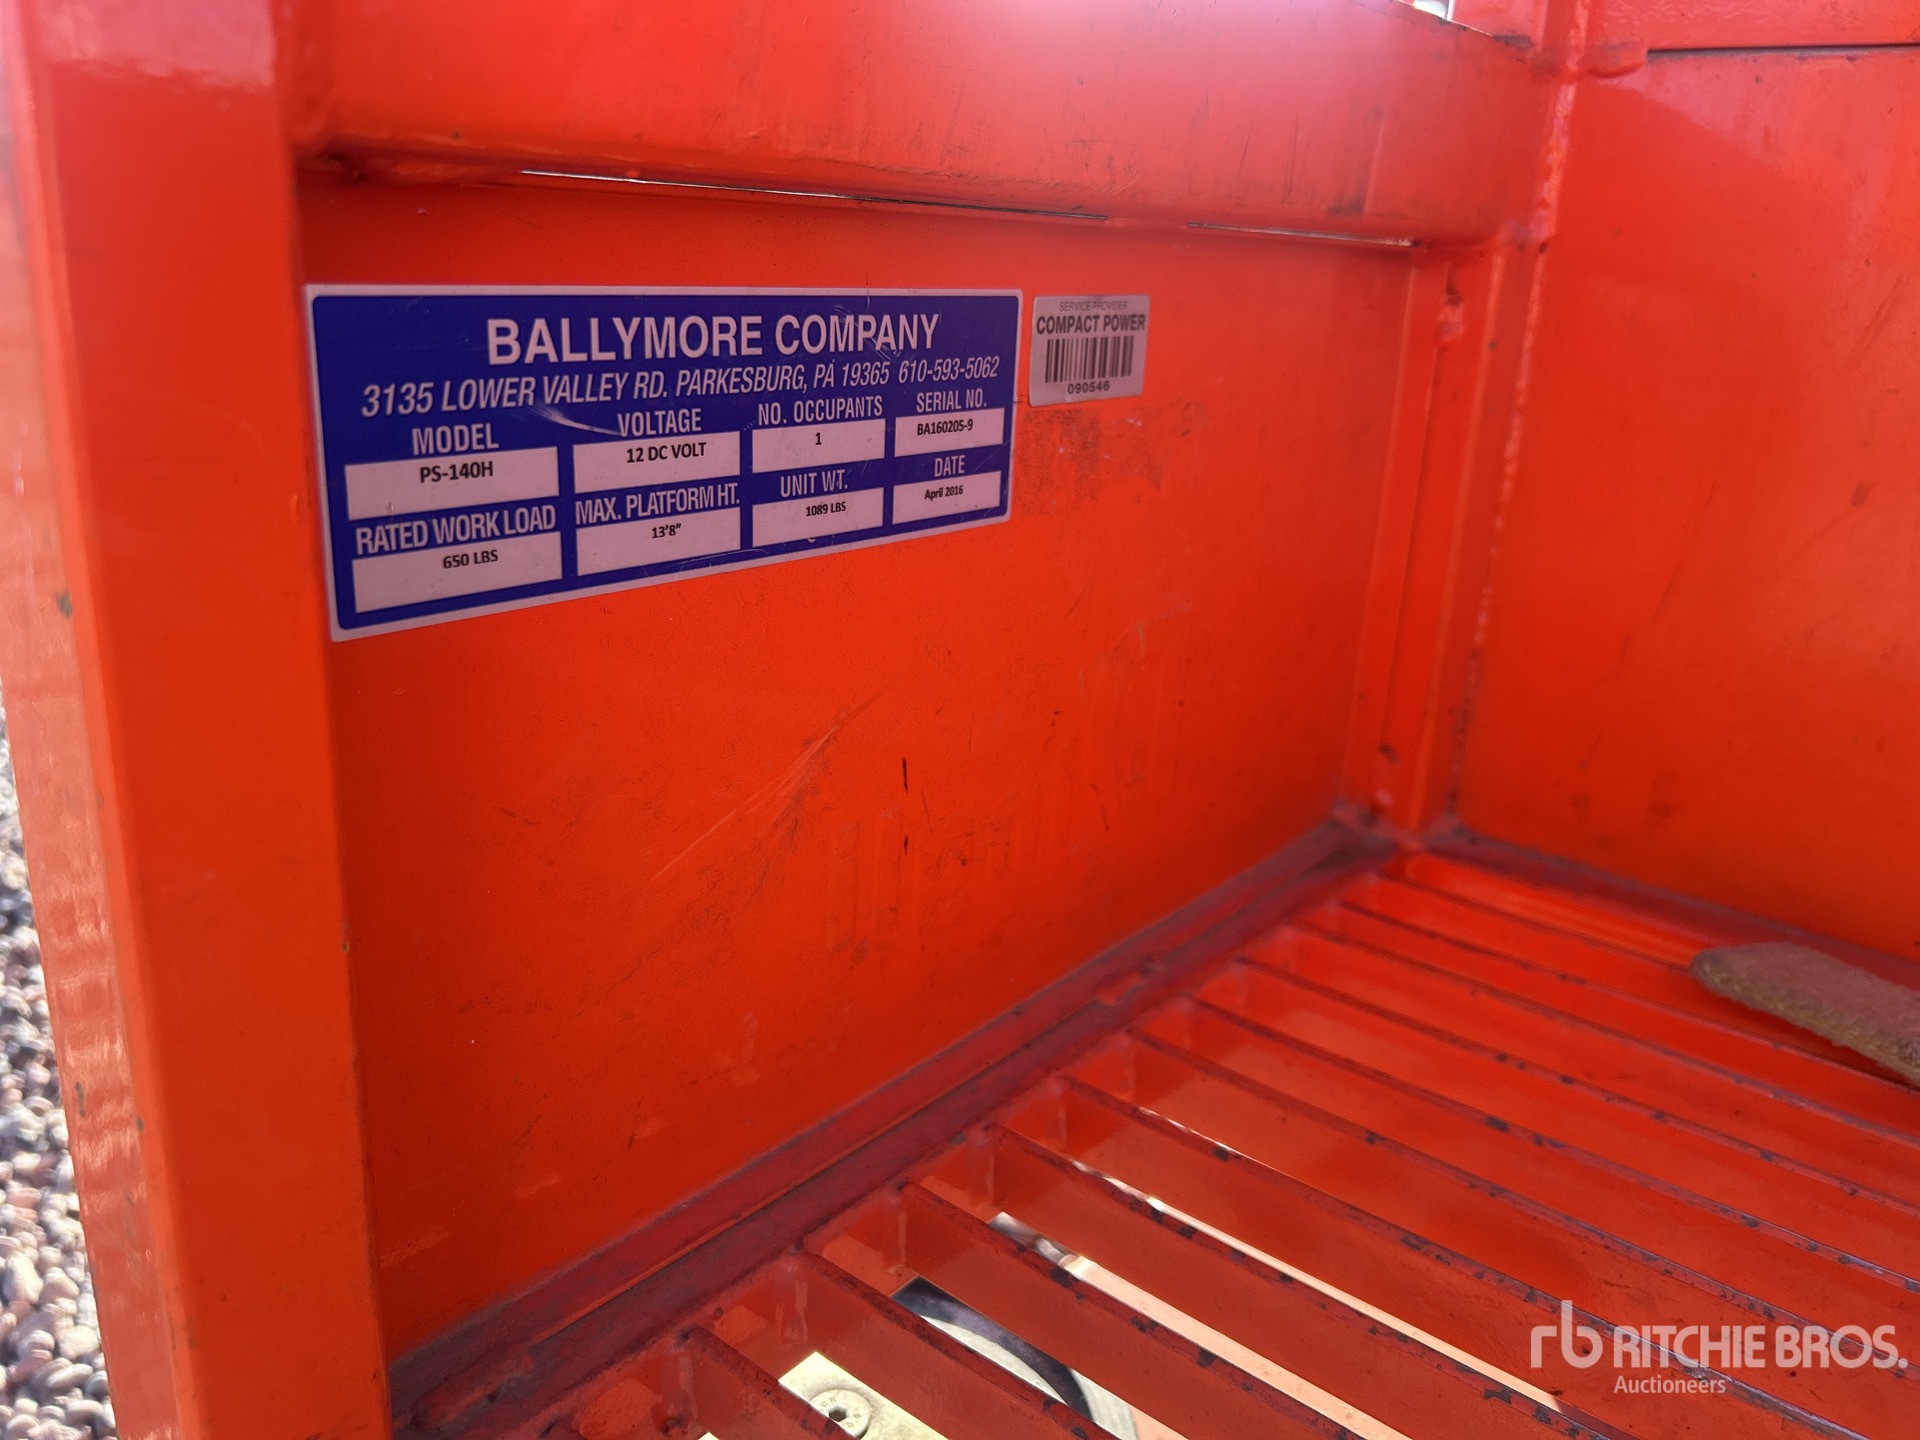 BALLYMORE COMPANY
3135 LOWER VALLEY RD. PARKESBURG, PA 19365 610-593-5062
MODEL VOLTAGE NO. OCCUPANTS SERIAL NO.
PS-140H 12 DC VOLT 1 BA160205-9
RATED WORK LOAD MAX. PLATFORM HT. UNIT WT. DATE
650 LBS 13'8" 1089 LBS April 2016
SERVICE PROVIDER
COMPACT POWER
090546
rb RITCHIE BROS.
Auctioneers